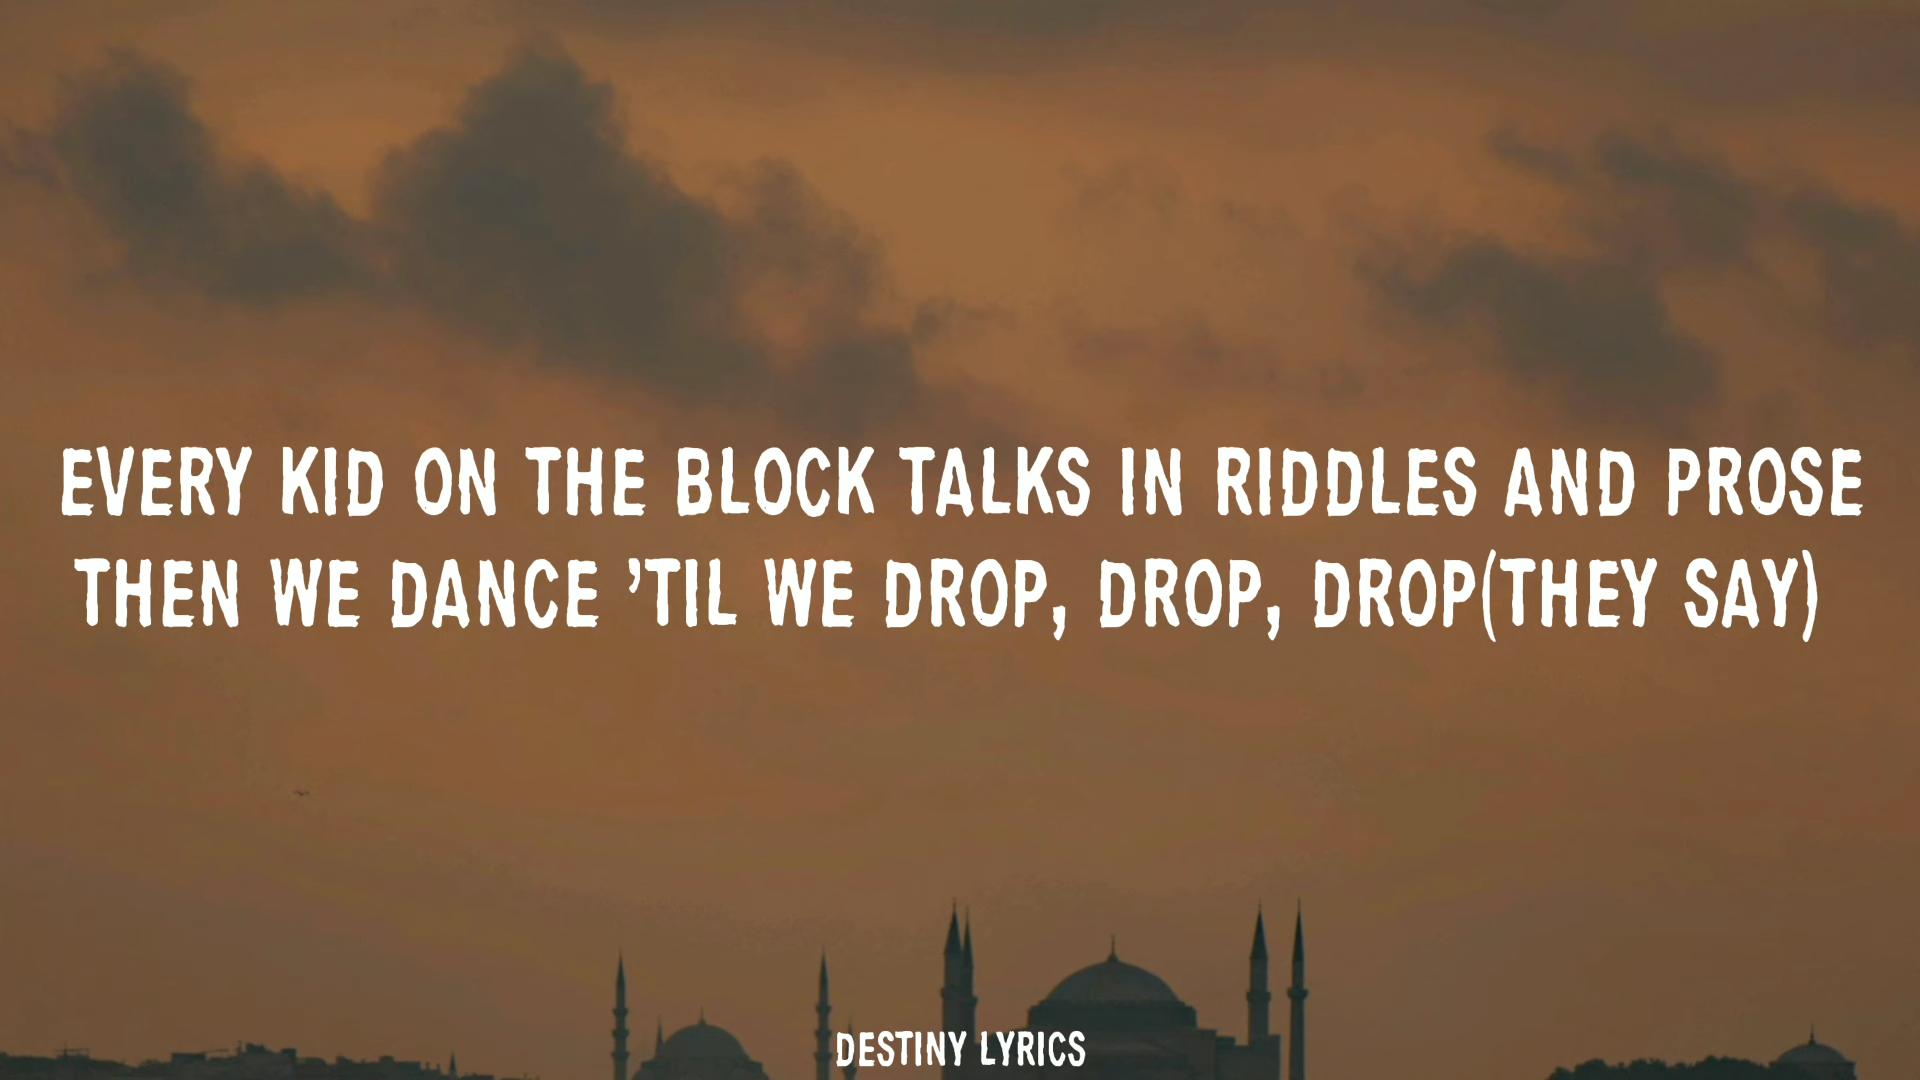 EVERY KID ON THE BLOCK TALKS IN RIDDLES AND PROSE
THEN WE DANCE ’TIL WE DROP, DROP, DROP(THEY SAY)
DESTINY LYRICS